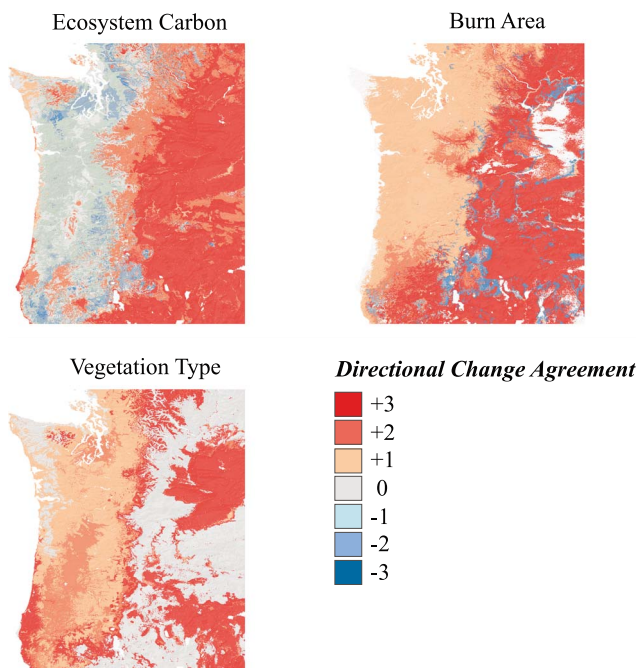 Ecosystem Carbon
Burn Area
Vegetation Type
Directional Change Agreement
+3
+2
+1
0
-1
-2
-3